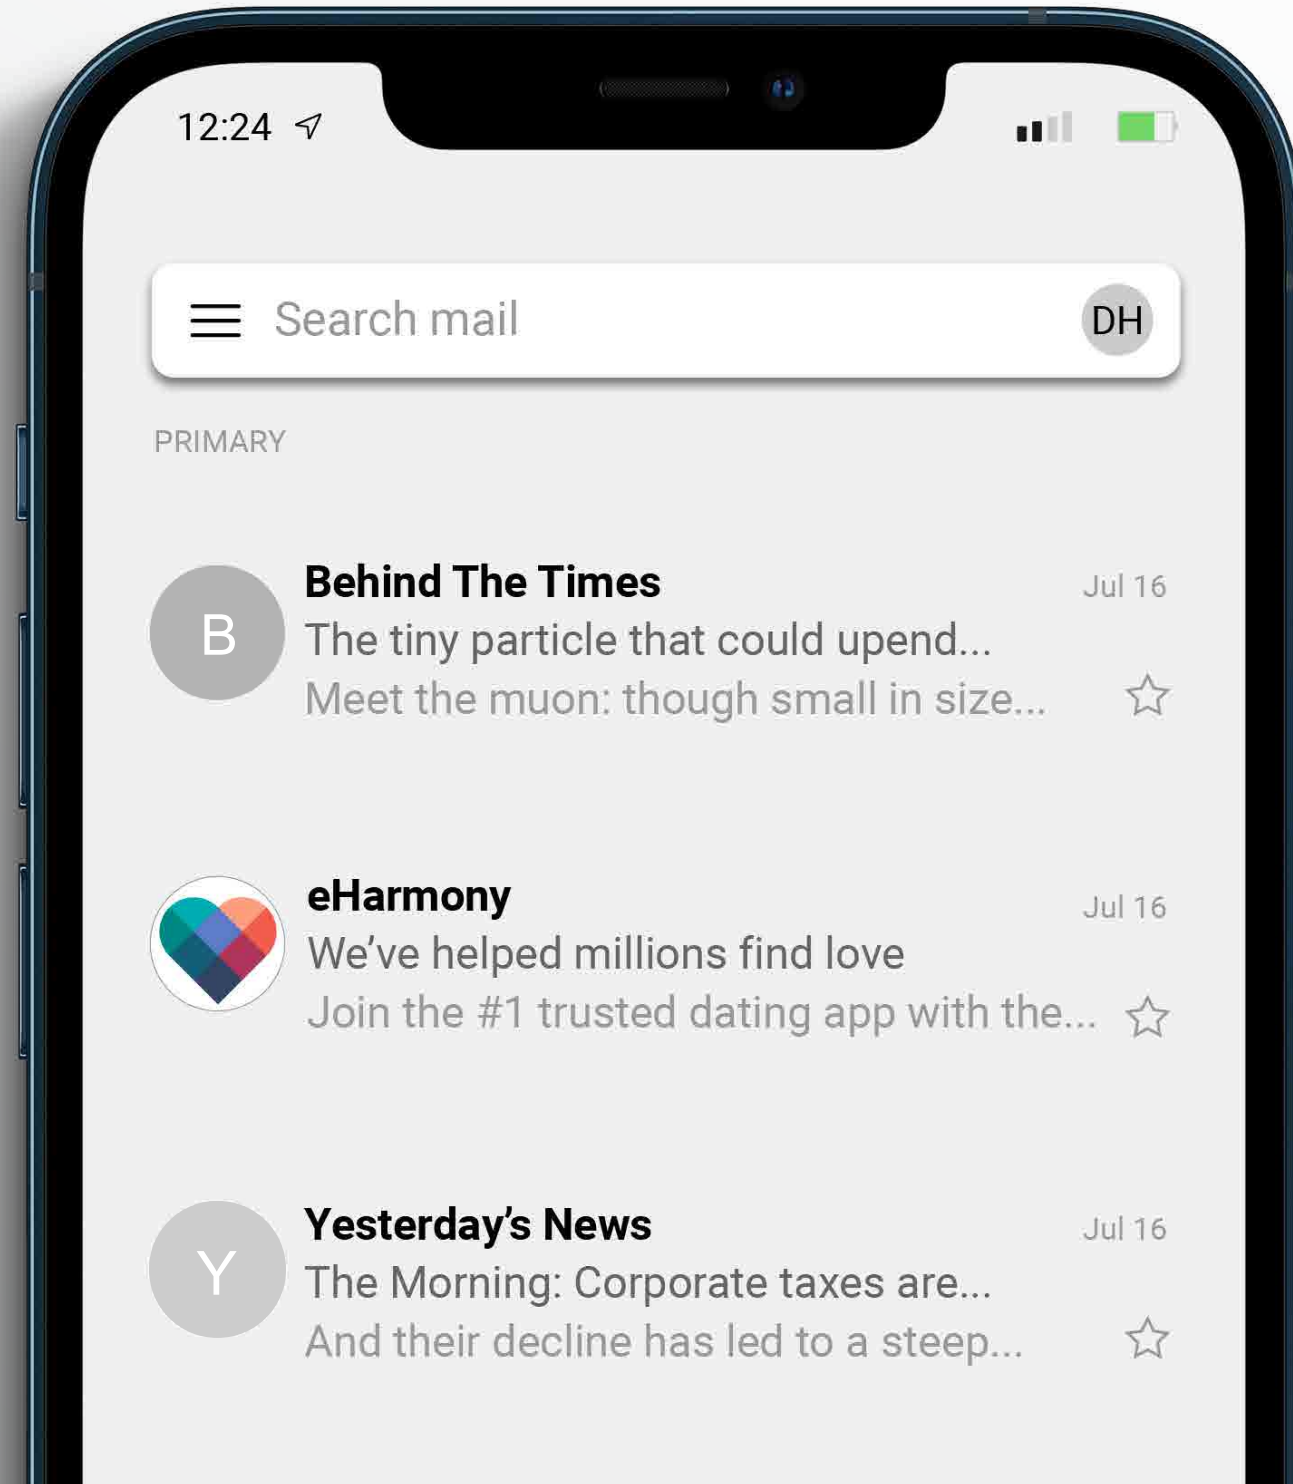 12:24
Search mail
DH
PRIMARY
B
Behind The Times
Jul 16
The tiny particle that could upend...
Meet the muon: though small in size...
eHarmony
Jul 16
We’ve helped millions find love
Join the #1 trusted dating app with the...
Y
Yesterday’s News
Jul 16
The Morning: Corporate taxes are...
And their decline has led to a steep...